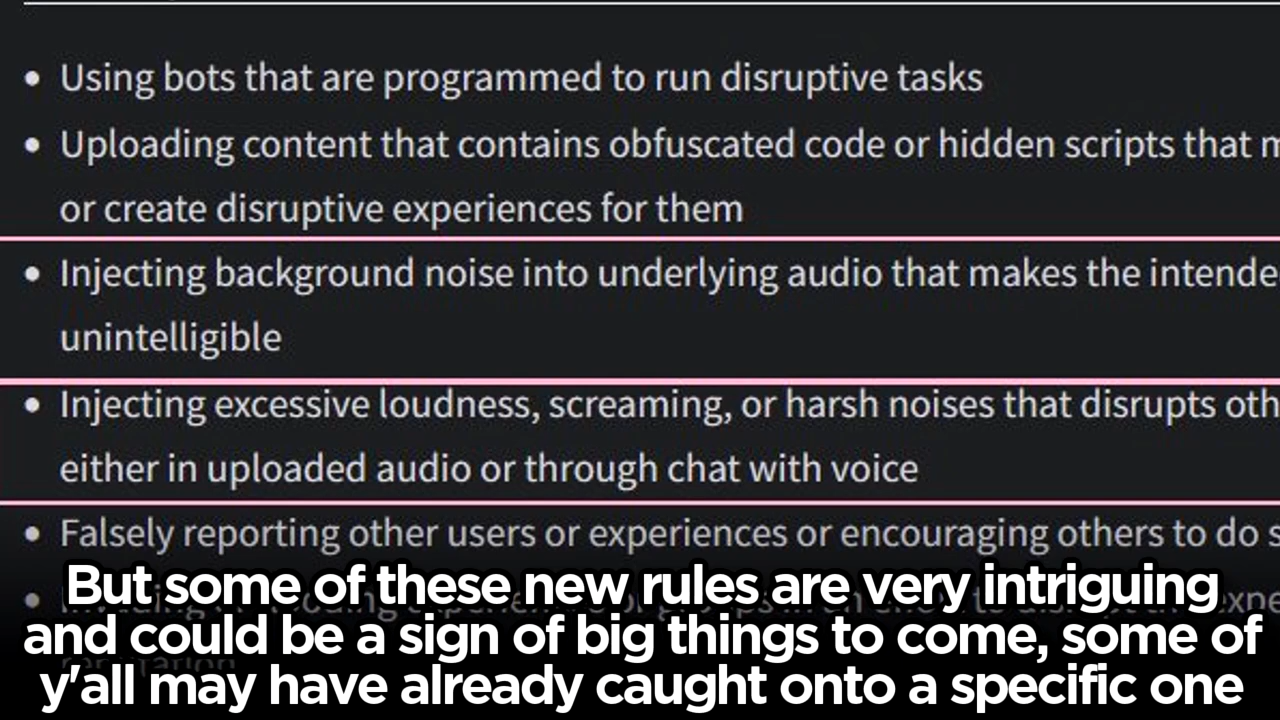 • Using bots that are programmed to run disruptive tasks
• Uploading content that contains obfuscated code or hidden scripts that
or create disruptive experiences for them
• Injecting background noise into underlying audio that makes the intende
unintelligible
• Injecting excessive loudness, screaming, or harsh noises that disrupts oth
either in uploaded audio or through chat with voice
• Falsely reporting other users or experiences or encouraging others to do s
But some of these new rules are very intriguing
and could be a sign of big things to come, some of
y'all may have already caught onto a specific one